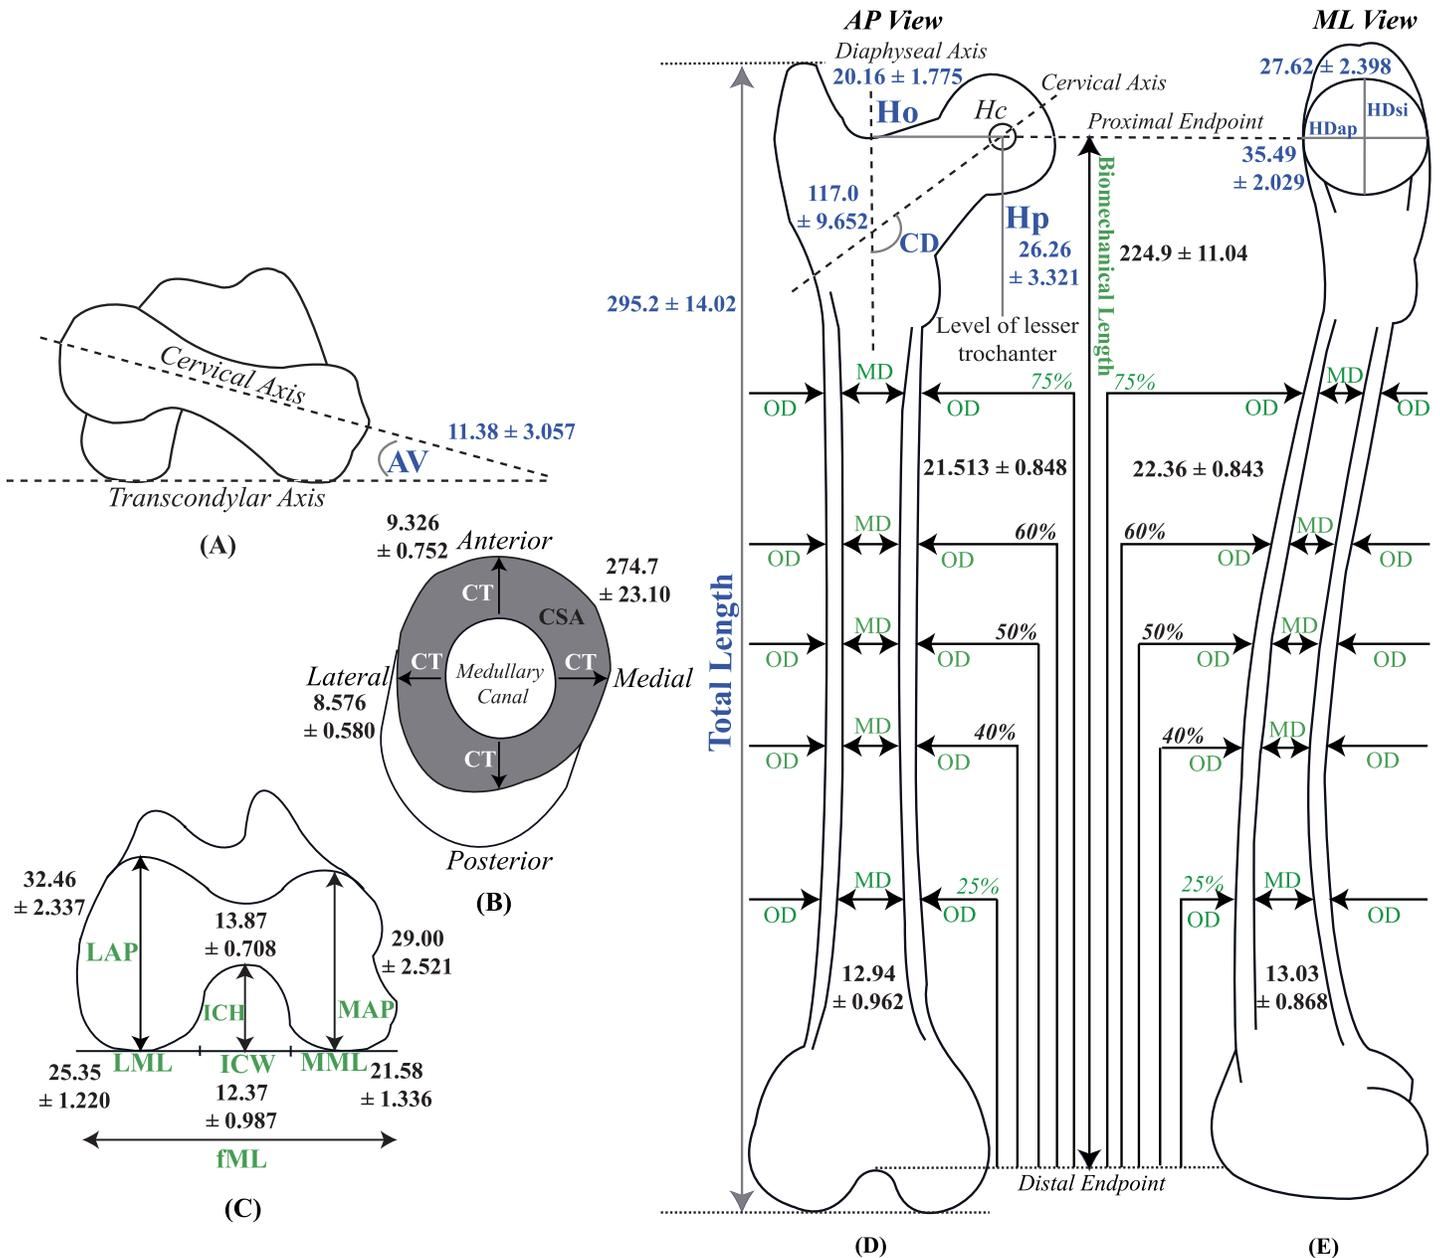 AP View
ML View
Diaphyseal Axis
20.16 ± 1.775
Cervical Axis
27.62 ± 2.398
Ho
Hc
Proximal Endpoint
HDsi
HDap
35.49
± 2.029
117.0
± 9.652
CD
Hp
26.26
± 3.321
Biomechanical Length
224.9 ± 11.04
295.2 ± 14.02
Level of lesser
trochanter
Total Length
MD
75%
75%
MD
OD
OD
OD
OD
21.513 ± 0.848
22.36 ± 0.843
MD
60%
60%
MD
OD
OD
OD
OD
MD
50%
50%
MD
OD
OD
OD
OD
MD
40%
40%
MD
OD
OD
OD
OD
MD
25%
25%
MD
OD
OD
OD
OD
12.94
± 0.962
13.03
± 0.868
Distal Endpoint
(D)
(E)
Cervical Axis
11.38 ± 3.057
AV
Transcondylar Axis
(A)
9.326
± 0.752
Anterior
274.7
± 23.10
CT
CSA
Lateral
CT
Medullary
Canal
CT
Medial
8.576
± 0.580
CT
Posterior
(B)
32.46
± 2.337
13.87
± 0.708
29.00
± 2.521
LAP
ICH
MAP
LML
ICW
MML
25.35
± 1.220
12.37
± 0.987
21.58
± 1.336
fML
(C)